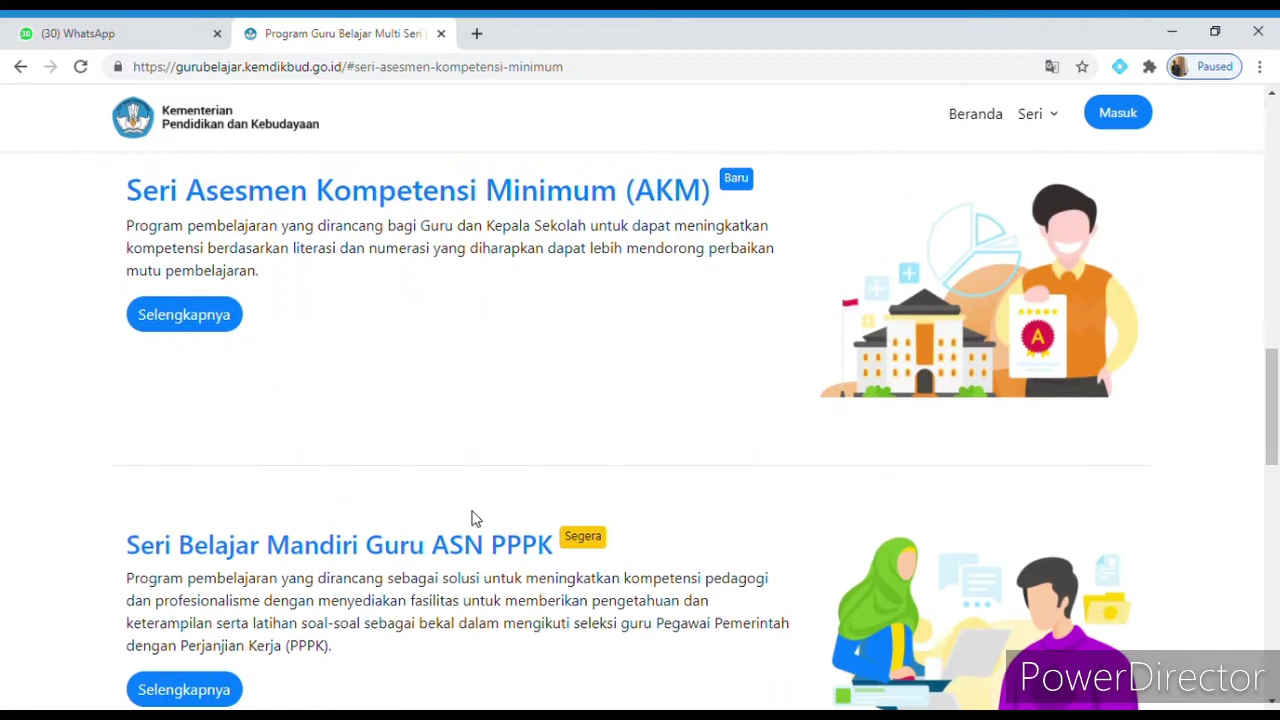 (30) WhatsApp
Program Guru Belajar Multi Seri
https://gurubelajar.kemdikbud.go.id/#seri-asesmen-kompetensi-minimum
Paused
Kementerian
Pendidikan dan Kebudayaan
Beranda
Seri
Masuk
Seri Asesmen Kompetensi Minimum (AKM)
Baru
Program pembelajaran yang dirancang bagi Guru dan Kepala Sekolah untuk dapat meningkatkan
kompetensi berdasarkan literasi dan numerasi yang diharapkan dapat lebih mendorong perbaikan
mutu pembelajaran.
Selengkapnya
A
Seri Belajar Mandiri Guru ASN PPPK
Segera
Program pembelajaran yang dirancang sebagai solusi untuk meningkatkan kompetensi pedagogi
dan profesionalisme dengan menyediakan fasilitas untuk memberikan pengetahuan dan
keterampilan serta latihan soal-soal sebagai bekal dalam mengikuti seleksi guru Pegawai Pemerintah
dengan Perjanjian Kerja (PPPK).
Selengkapnya
PowerDirector